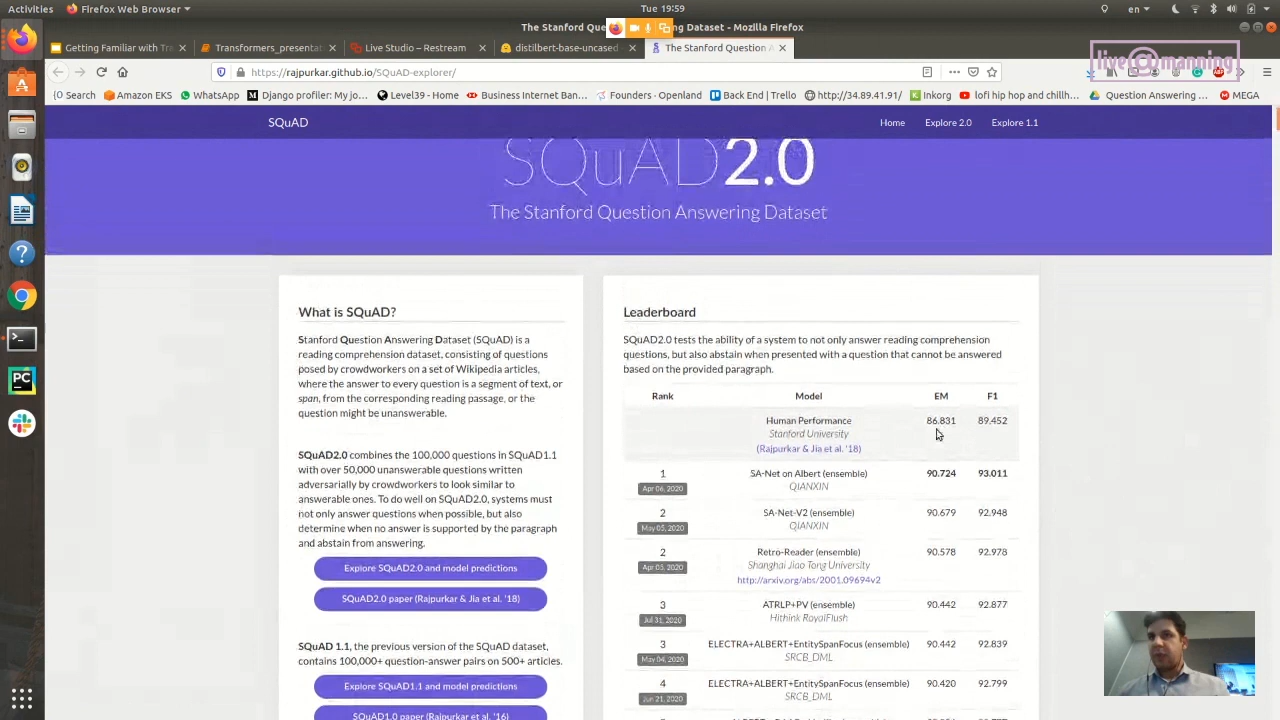 Activities
Firefox Web Browser
Tue 19:59
en
The Stanford Que
ing Dataset - Mozilla Firefox
Getting Familiar with Tra
Transformers_presentat
Live Studio – Restream
distilbert-base-uncased
The Stanford Question A
live@manning
https://rajpurkar.github.io/SQuAD-explorer/
Search
Amazon EKS
WhatsApp
Django profiler: My jo...
Level39 - Home
Business Internet Ban...
Founders · Openland
Back End | Trello
http://34.89.41.91/
Inkorg
lofi hip hop and chillh...
Question Answering ...
MEGA
SQuAD
Home
Explore 2.0
Explore 1.1
SQuAD2.0
The Stanford Question Answering Dataset
What is SQuAD?
Stanford Question Answering Dataset (SQuAD) is a
reading comprehension dataset, consisting of questions
posed by crowdworkers on a set of Wikipedia articles,
where the answer to every question is a segment of text, or
span, from the corresponding reading passage, or the
question might be unanswerable.
SQuAD2.0 combines the 100,000 questions in SQuAD1.1
with over 50,000 unanswerable questions written
adversarially by crowdworkers to look similar to
answerable ones. To do well on SQuAD2.0, systems must
not only answer questions when possible, but also
determine when no answer is supported by the paragraph
and abstain from answering.
Explore SQuAD2.0 and model predictions
SQuAD2.0 paper (Rajpurkar & Jia et al. '18)
SQuAD 1.1, the previous version of the SQuAD dataset,
contains 100,000+ question-answer pairs on 500+ articles.
Explore SQuAD1.1 and model predictions
SQuAD1.0 paper (Rajpurkar et al. '16)
Leaderboard
SQuAD2.0 tests the ability of a system to not only answer reading comprehension
questions, but also abstain when presented with a question that cannot be answered
based on the provided paragraph.
Rank Model EM F1
Human Performance 86.831 89.452
Stanford University
(Rajpurkar & Jia et al. '18)
1 SA-Net on Albert (ensemble) 90.724 93.011
Apr 06, 2020 QIANXIN
2 SA-Net-V2 (ensemble) 90.679 92.948
May 05, 2020 QIANXIN
2 Retro-Reader (ensemble) 90.578 92.978
Apr 05, 2020 Shanghai Jiao Tong University
http://arxiv.org/abs/2001.09694v2
3 ATRLP+PV (ensemble) 90.442 92.877
Jul 31, 2020 Hithink RoyalFlush
3 ELECTRA+ALBERT+EntitySpanFocus (ensemble) 90.442 92.839
May 04, 2020 SRCB_DML
4 ELECTRA+ALBERT+EntitySpanFocus (ensemble) 90.420 92.799
Jun 21, 2020 SRCB_DML